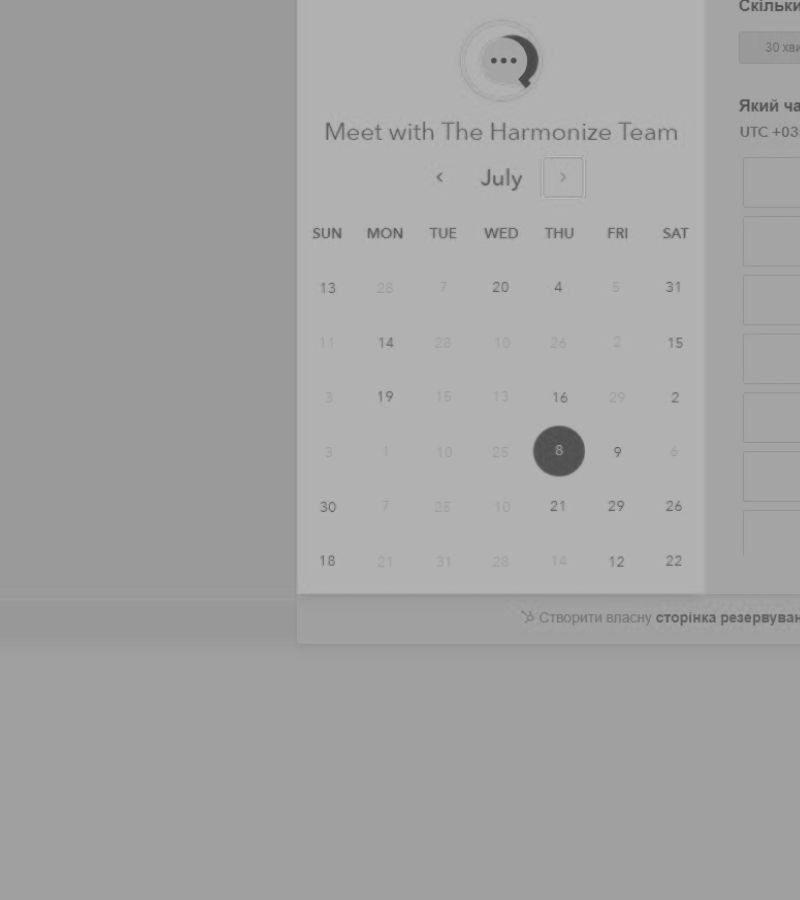 Скільки
30 хви
Meet with The Harmonize Team
July
Який ча
UTC +03
SUN MON TUE WED THU FRI SAT
13 28 7 20 4 5 31
11 14 28 10 26 2 15
3 19 15 13 16 29 2
3 1 10 25 8 9 6
30 7 25 10 21 29 26
18 21 31 28 14 12 22
Створити власну сторінка резервуван